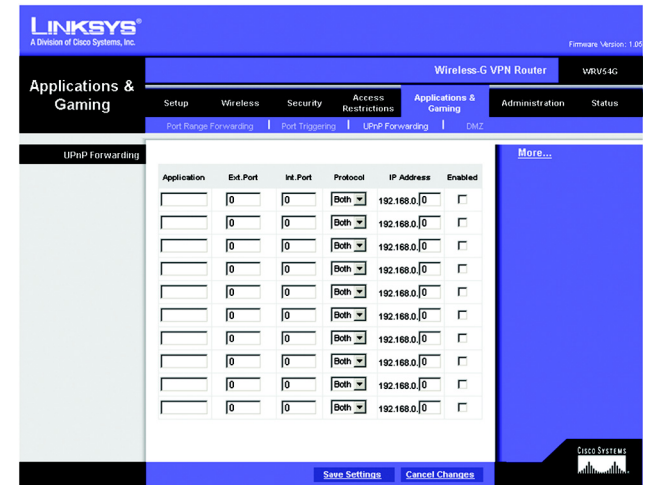 LINKSYS®
A Division of Cisco Systems, Inc.
Firmware Version: 1.05
Applications & Gaming
Wireless-G VPN Router WRV54G
Setup Wireless Security Access Restrictions Applications & Gaming Administration Status
Port Range Forwarding Port Triggering UPnP Forwarding DMZ
UPnP Forwarding
More...
Application Ext.Port Int.Port Protocol IP Address Enabled
0 0 Both 192.168.0. 0
0 0 Both 192.168.0. 0
0 0 Both 192.168.0. 0
0 0 Both 192.168.0. 0
0 0 Both 192.168.0. 0
0 0 Both 192.168.0. 0
0 0 Both 192.168.0. 0
0 0 Both 192.168.0. 0
0 0 Both 192.168.0. 0
0 0 Both 192.168.0. 0
Save Settings Cancel Changes
CISCO SYSTEMS